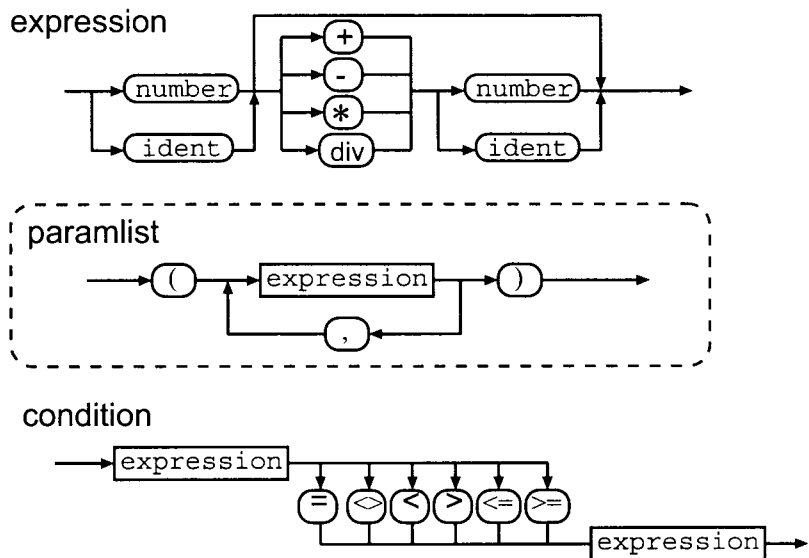 expression
+
-
number
number
*
ident
div
ident
paramlist
( expression )
,
condition
expression
= <> < > <= >=
expression